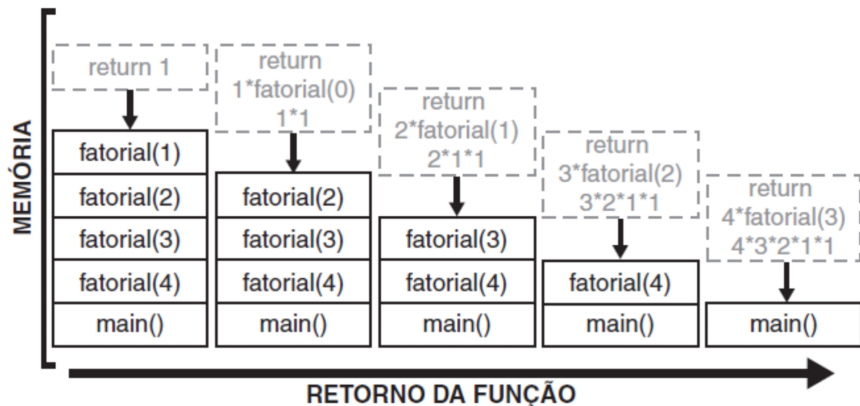 MEMÓRIA
return 1
fatorial(1)
fatorial(2)
fatorial(3)
fatorial(4)
main()
return
1*fatorial(0)
1*1
fatorial(2)
fatorial(3)
fatorial(4)
main()
return
2*fatorial(1)
2*1*1
fatorial(3)
fatorial(4)
main()
return
3*fatorial(2)
3*2*1*1
fatorial(4)
main()
return
4*fatorial(3)
4*3*2*1*1
main()
RETORNO DA FUNÇÃO